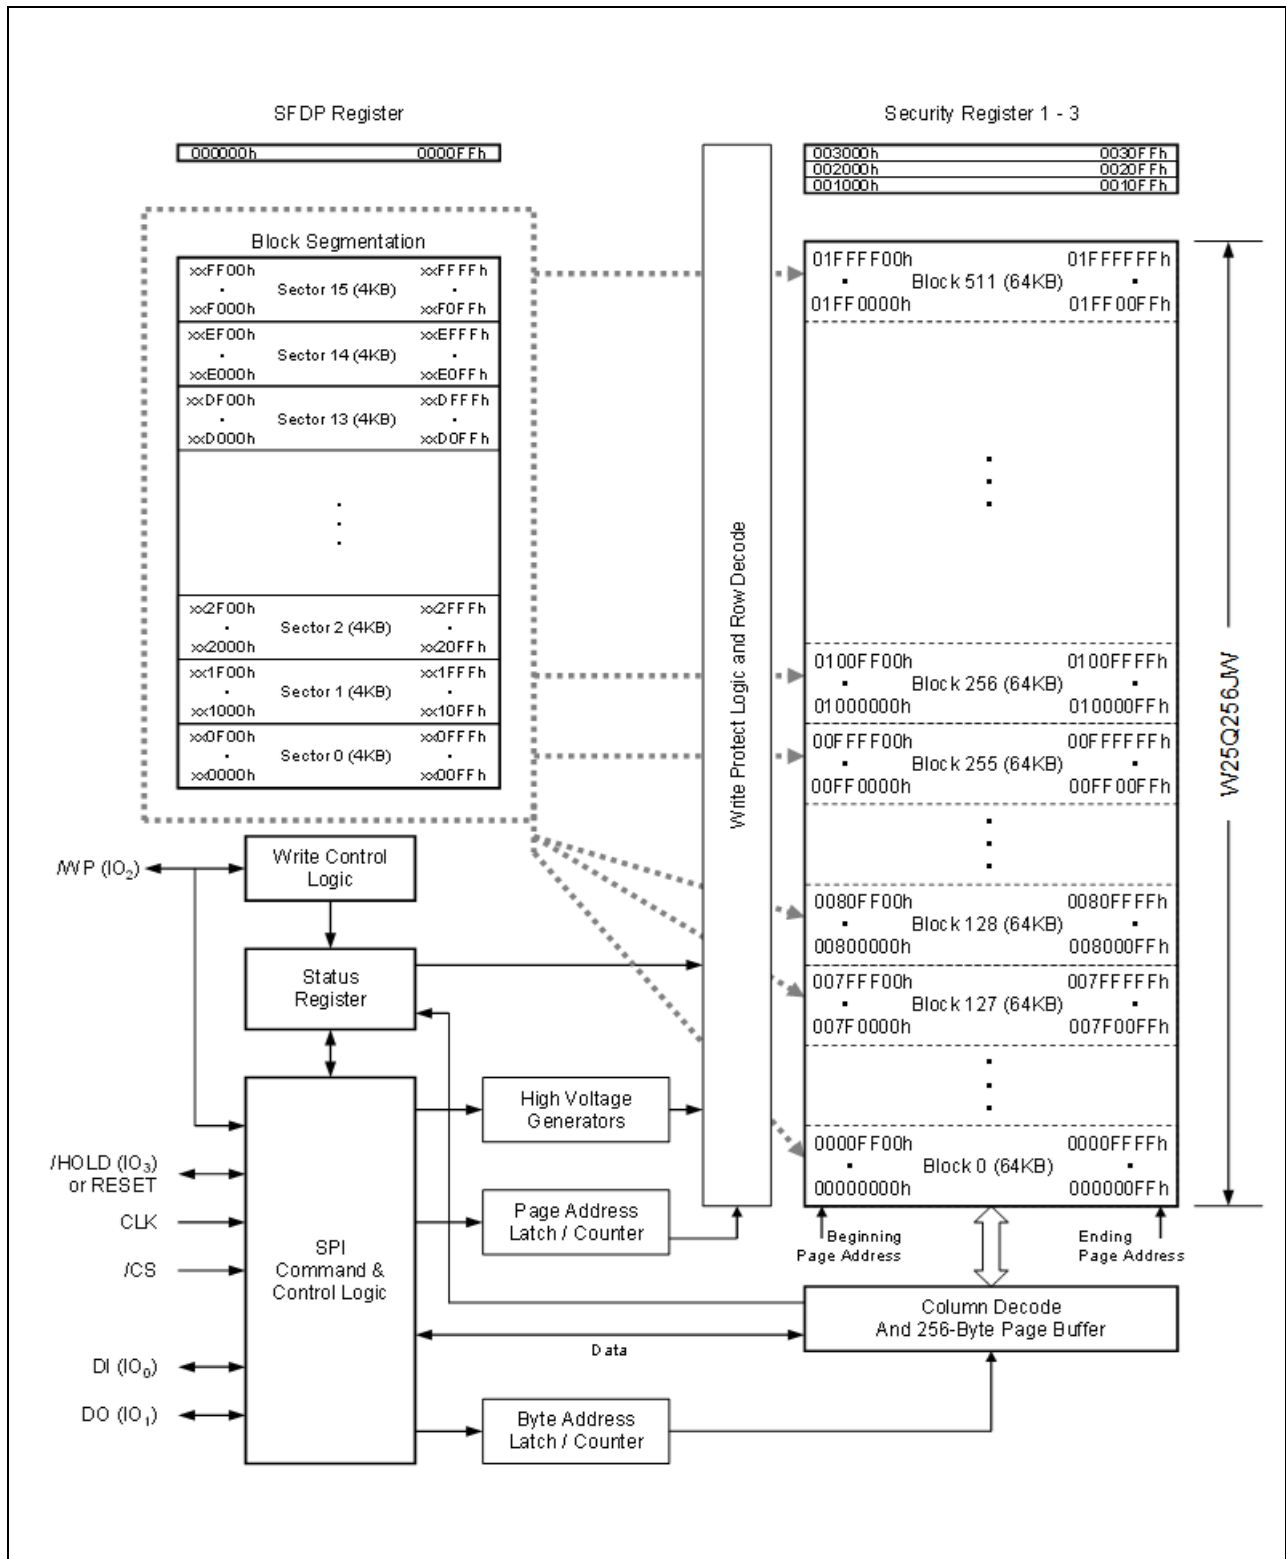 SFDP Register
000000h 0000FFh
Security Register 1 - 3
003000h 0030FFh
002000h 0020FFh
001000h 0010FFh
Block Segmentation
xxFF00h xxFFFFh
Sector 15 (4KB)
xxF000h xxF0FFh
xxEF00h xxEFFFh
Sector 14 (4KB)
xxE000h xxE0FFh
xxDF00h xxDFFFh
Sector 13 (4KB)
xxD000h xxD0FFh
xx2F00h xx2FFFh
Sector 2 (4KB)
xx2000h xx20FFh
xx1F00h xx1FFFh
Sector 1 (4KB)
xx1000h xx10FFh
xx0F00h xx0FFFh
Sector 0 (4KB)
xx0000h xx00FFh
Write Protect Logic and Row Decode
01FFFF00h 01FFFFFFh
Block 511 (64KB)
01FF0000h 01FF00FFh
0100FF00h 0100FFFFh
Block 256 (64KB)
01000000h 010000FFh
00FFFF00h 00FFFFFFh
Block 255 (64KB)
00FF0000h 00FF00FFh
0080FF00h 0080FFFFh
Block 128 (64KB)
00800000h 008000FFh
007FFF00h 007FFFFFh
Block 127 (64KB)
007F0000h 007F00FFh
0000FF00h 0000FFFFh
Block 0 (64KB)
00000000h 000000FFh
W25Q256JW
Beginning
Page Address
Ending
Page Address
/WP (IO2)
Write Control
Logic
Status
Register
/HOLD (IO3)
or RESET
CLK
/CS
DI (IO0)
DO (IO1)
SPI
Command &
Control Logic
High Voltage
Generators
Page Address
Latch / Counter
Column Decode
And 256-Byte Page Buffer
Data
Byte Address
Latch / Counter